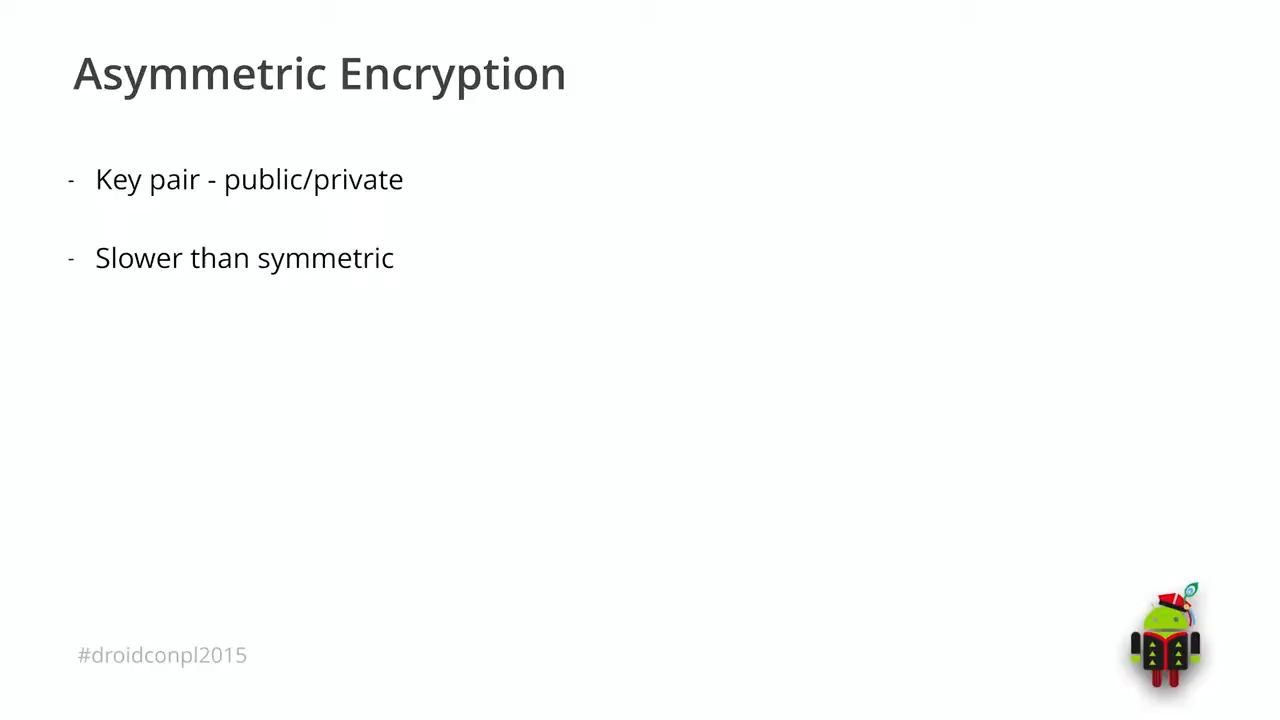 Asymmetric Encryption
- Key pair - public/private
- Slower than symmetric
#droidconpl2015